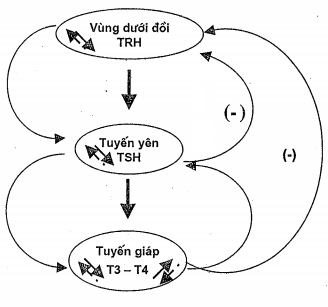 Vùng dưới đồi
TRH
(-)
Tuyến yên
TSH
(-)
Tuyến giáp
T3 – T4